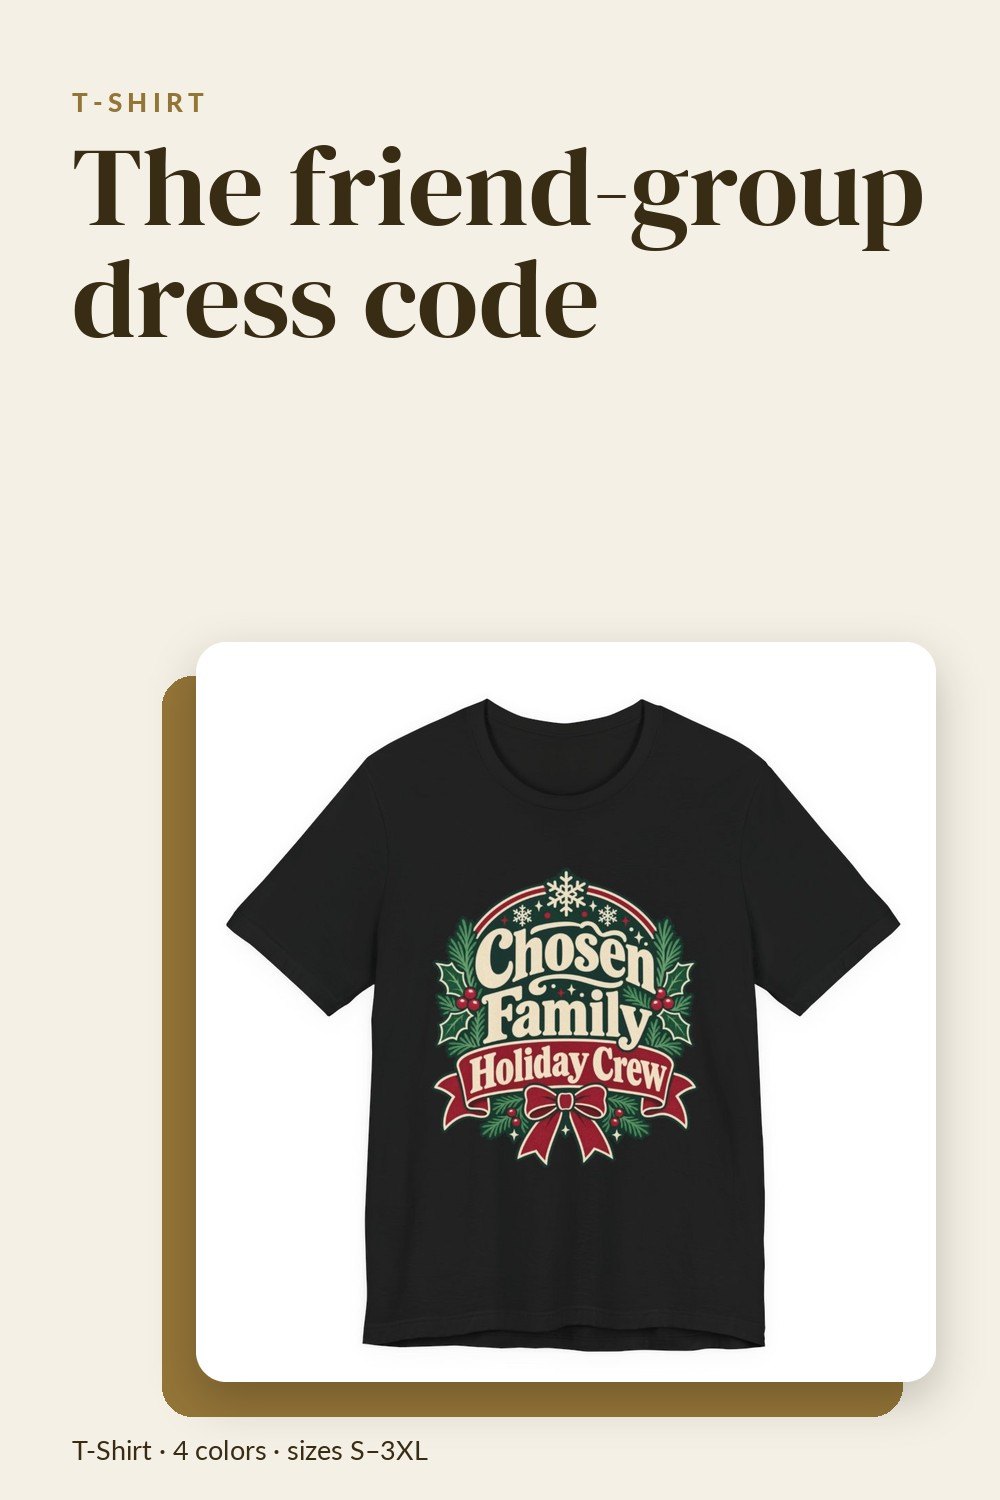 T-SHIRT
The friend-group
dress code
Chosen
Family
Holiday Crew
T-Shirt · 4 colors · sizes S–3XL